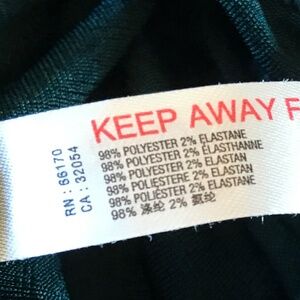 KEEP AWAY F
RN : 66170
CA : 32054
98% POLYESTER 2% ELASTANE
98% POLYESTER 2% ÉLASTHANNE
98% POLYESTER 2% ELASTAN
98% POLIESTERE 2% ELASTAN
98% POLIÉSTER 2% ELASTANO
98% 涤纶 2% 氨纶